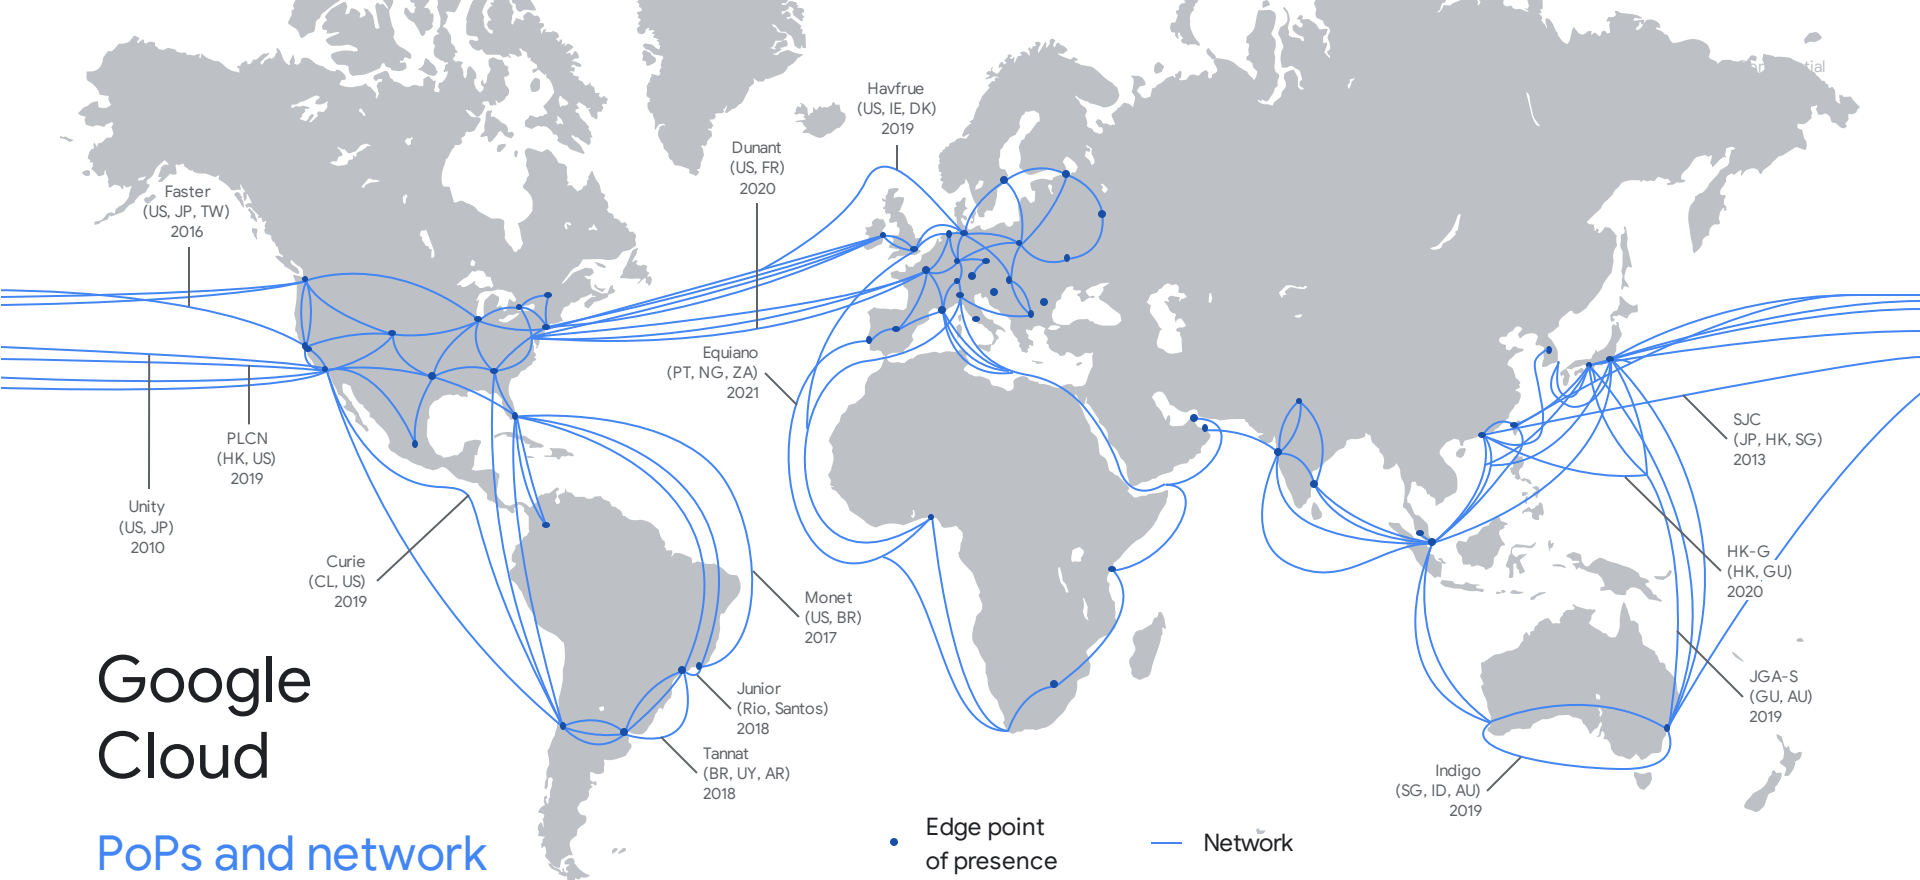 Havfrue
(US, IE, DK)
2019
Dunant
(US, FR)
2020
Faster
(US, JP, TW)
2016
Equiano
(PT, NG, ZA)
2021
PLCN
(HK, US)
2019
Unity
(US, JP)
2010
SJC
(JP, HK, SG)
2013
Curie
(CL, US)
2019
HK-G
(HK, GU)
2020
Monet
(US, BR)
2017
Junior
(Rio, Santos)
2018
JGA-S
(GU, AU)
2019
Tannat
(BR, UY, AR)
2018
Indigo
(SG, ID, AU)
2019
Google
Cloud
PoPs and network
Edge point
of presence
Network